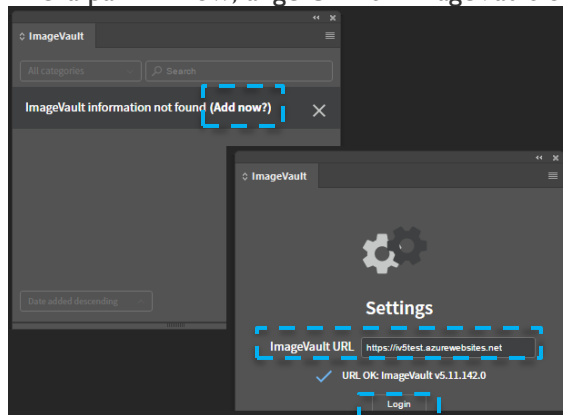 ImageVault
All categories
Search
ImageVault information not found (Add now?)
Date added descending
ImageVault
Settings
ImageVault URL https://iv5test.azurewebsites.net
URL OK: ImageVault v5.11.142.0
Login